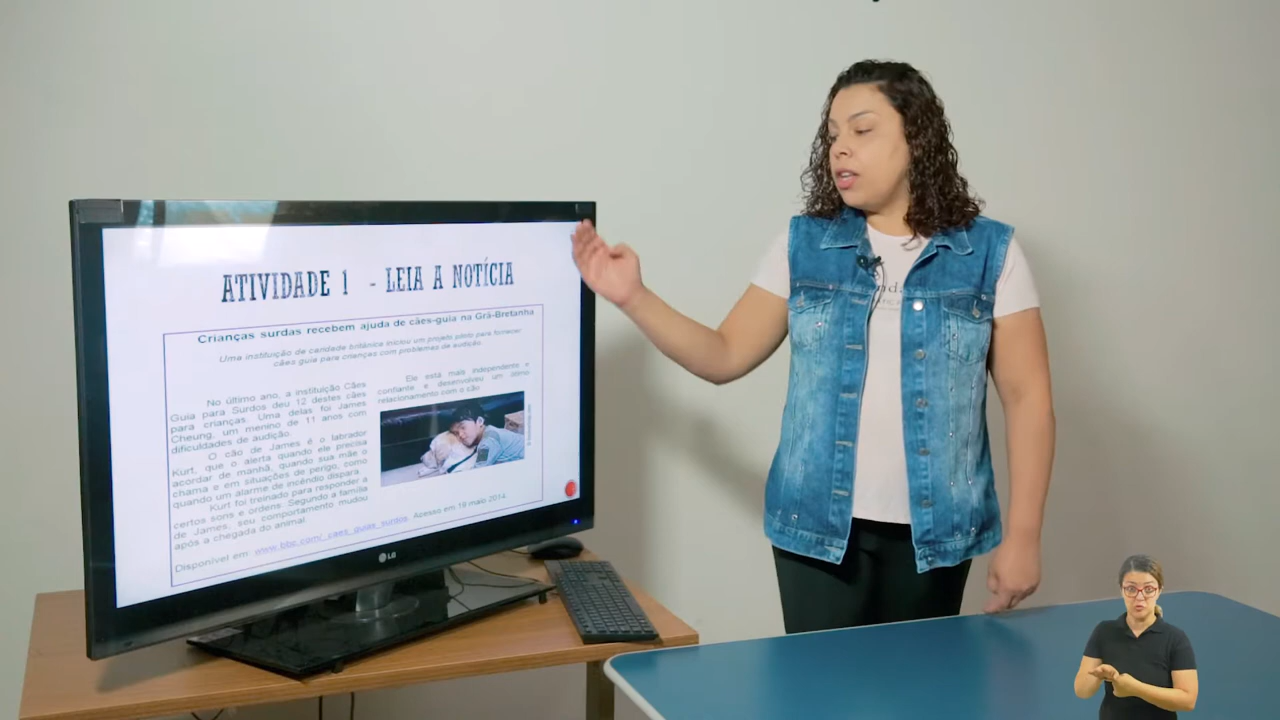 ATIVIDADE 1 - LEIA A NOTÍCIA
Crianças surdas recebem ajuda de cães-guia na Grã-Bretanha
Uma instituição de caridade britânica iniciou um projeto piloto para fornecer
cães guia para crianças com problemas de audição.
No último ano, a instituição Cães
Guia para Surdos deu 12 destes cães
para crianças. Uma delas foi James
Cheung, um menino de 11 anos com
dificuldades de audição.
O cão de James é o labrador
Kurt, que o alerta quando ele precisa
acordar de manhã, quando sua mãe o
chama e em situações de perigo, como
quando um alarme de incêndio dispara.
Kurt foi treinado para responder a
certos sons e ordens. Segundo a família
de James, seu comportamento mudou
após a chegada do animal.
Ele está mais independente e
confiante e desenvolveu um ótimo
relacionamento com o cão
Disponível em: www.bbc.com/_caes_guias_surdos. Acesso em 19 maio 2014.
LG